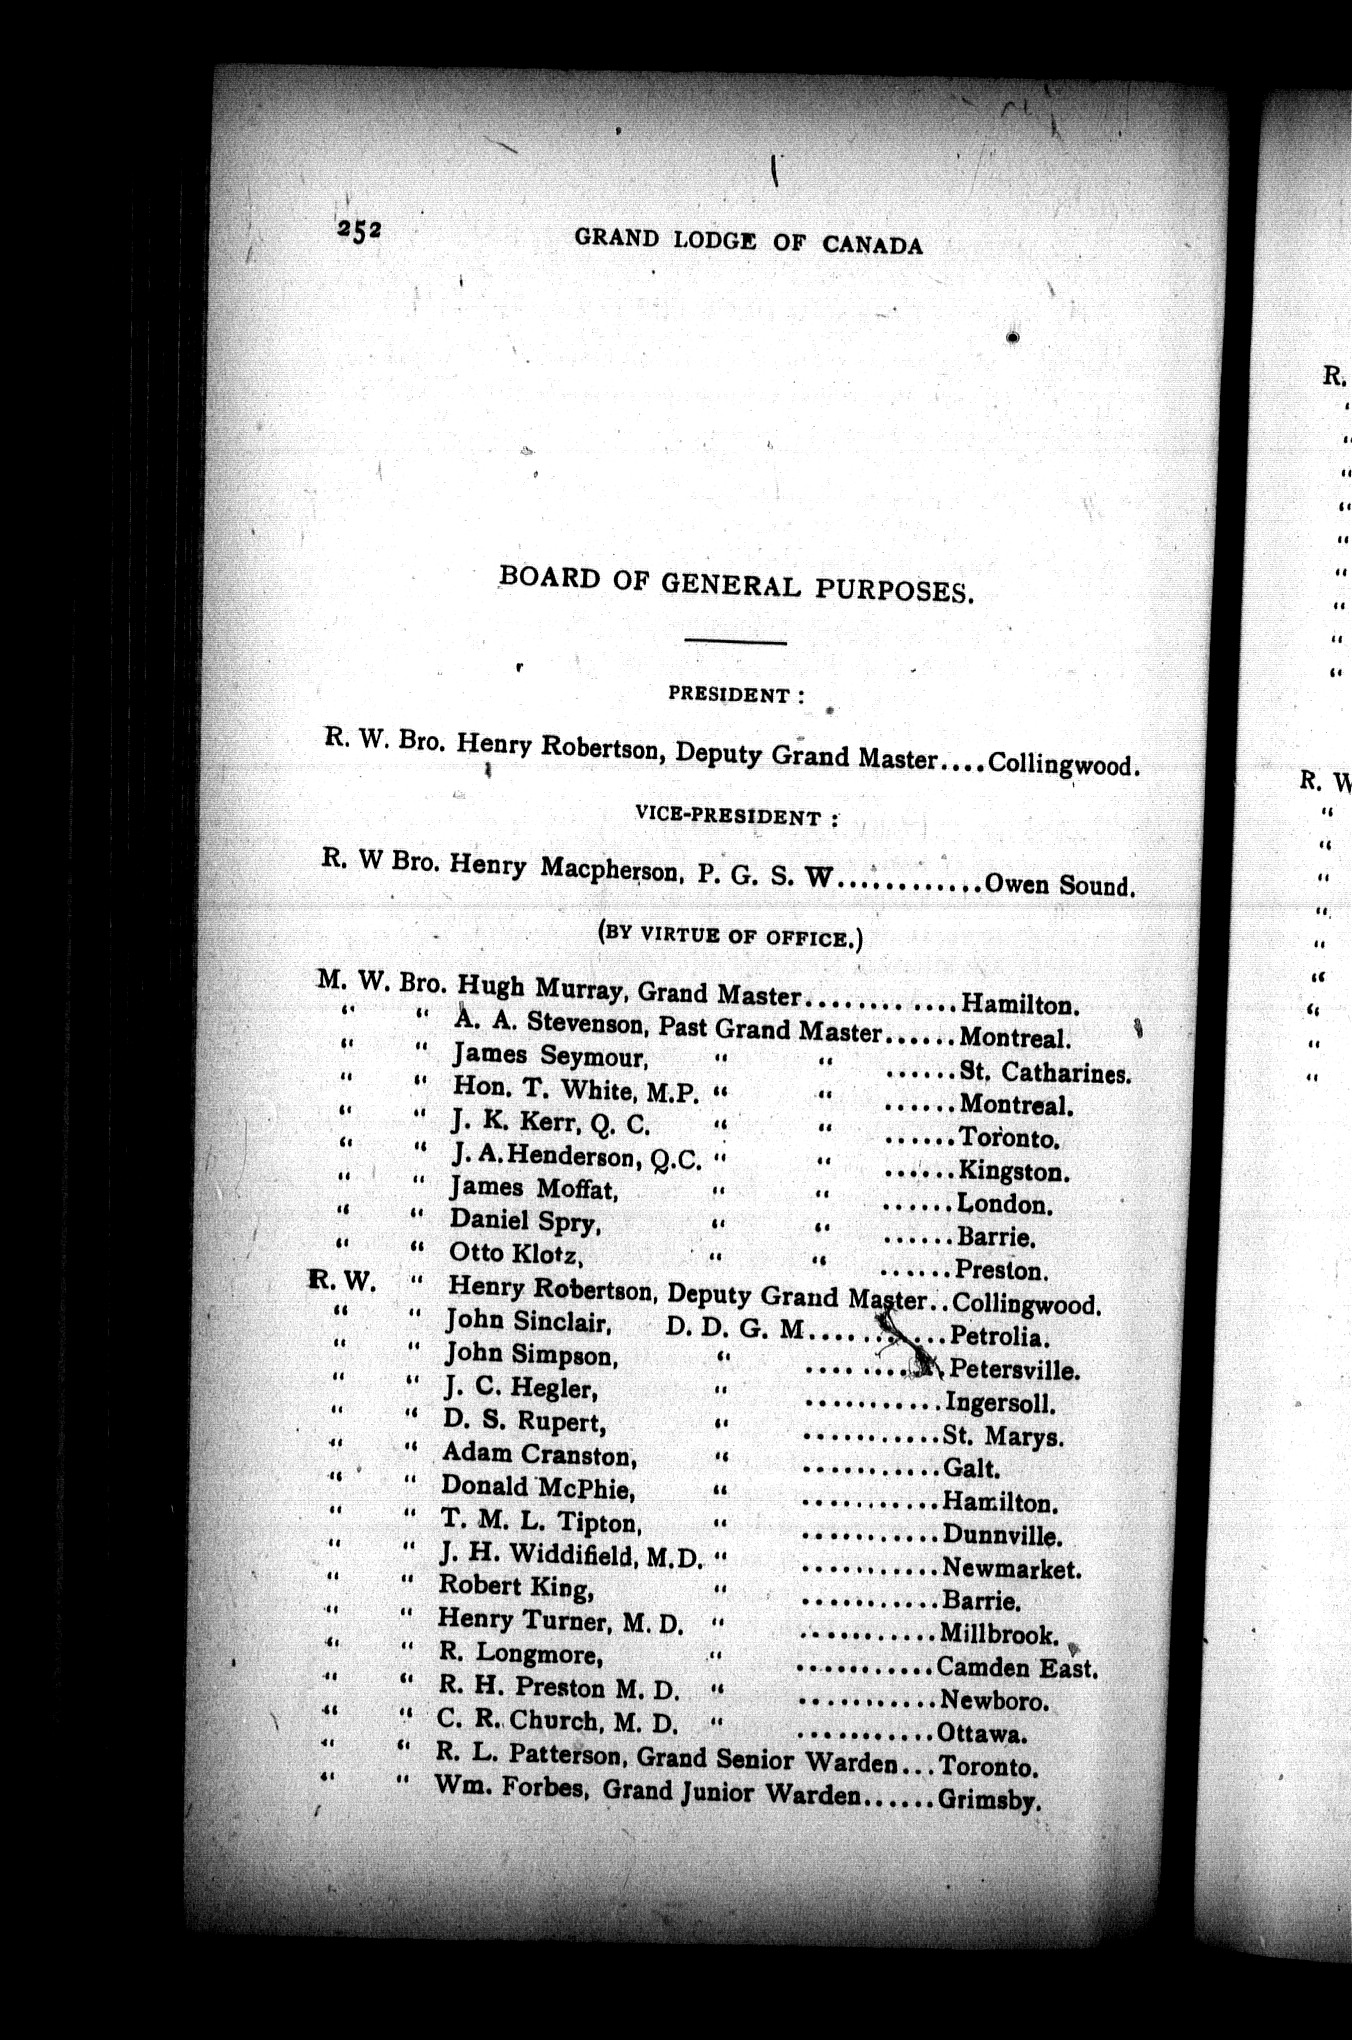 252 GRAND LODGE OF CANADA
BOARD OF GENERAL PURPOSES.
PRESIDENT :
R. W. Bro. Henry Robertson, Deputy Grand Master....Collingwood.
VICE-PRESIDENT :
R. W Bro. Henry Macpherson, P. G. S. W............Owen Sound.
(BY VIRTUE OF OFFICE.)
M. W. Bro. Hugh Murray, Grand Master........ ....Hamilton.
“ “ A. A. Stevenson, Past Grand Master......Montreal.
“ “ James Seymour, “ “ ......St. Catharines.
“ “ Hon. T. White, M.P. “ “ ......Montreal.
“ “ J. K. Kerr, Q. C. “ “ ......Toronto.
“ “ J. A. Henderson, Q.C. “ “ ......Kingston.
“ “ James Moffat, “ “ ......London.
“ “ Daniel Spry, “ “ ......Barrie.
“ “ Otto Klotz, “ “ ......Preston.
R. W. “ Henry Robertson, Deputy Grand Master..Collingwood.
“ “ John Sinclair, D. D. G. M...........Petrolia.
“ “ John Simpson, “ ...........Petersville.
“ “ J. C. Hegler, “ ...........Ingersoll.
“ “ D. S. Rupert, “ ...........St. Marys.
“ “ Adam Cranston, “ ...........Galt.
“ “ Donald McPhie, “ ...........Hamilton.
“ “ T. M. L. Tipton, “ ...........Dunnville.
“ “ J. H. Widdifield, M.D. “ ...........Newmarket.
“ “ Robert King, “ ...........Barrie.
“ “ Henry Turner, M. D. “ ...........Millbrook.
“ “ R. Longmore, “ ...........Camden East.
“ “ R. H. Preston M. D. “ ...........Newboro.
“ “ C. R. Church, M. D. “ ...........Ottawa.
“ “ R. L. Patterson, Grand Senior Warden...Toronto.
“ “ Wm. Forbes, Grand Junior Warden......Grimsby.
R.
“
“
“
“
“
“
“
“
“
R. W
“
“
“
“
“
“
“
“
“